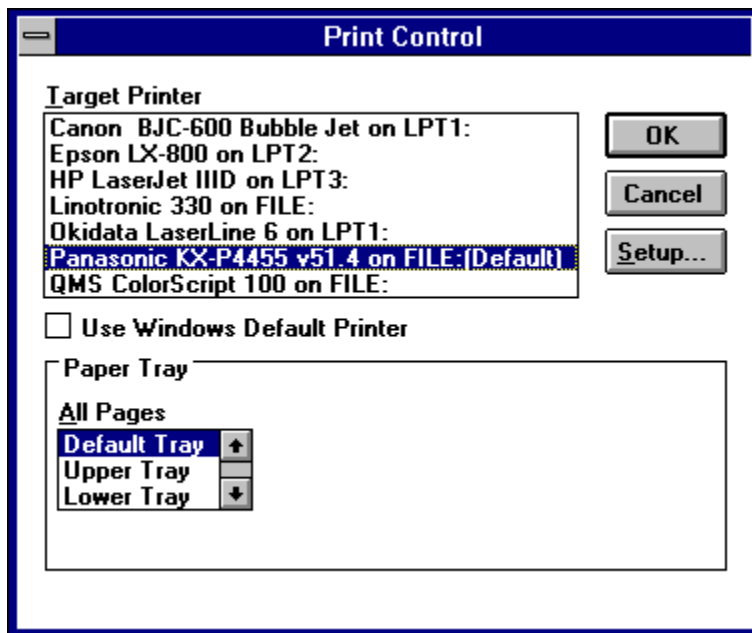 Print Control
Target Printer
Canon  BJC-600 Bubble Jet on LPT1:
Epson LX-800 on LPT2:
HP LaserJet IIID on LPT3:
Linotronic 330 on FILE:
Okidata LaserLine 6 on LPT1:
Panasonic KX-P4455 v51.4 on FILE:(Default)
QMS ColorScript 100 on FILE:
OK
Cancel
Setup...
Use Windows Default Printer
Paper Tray
All Pages
Default Tray
Upper Tray
Lower Tray